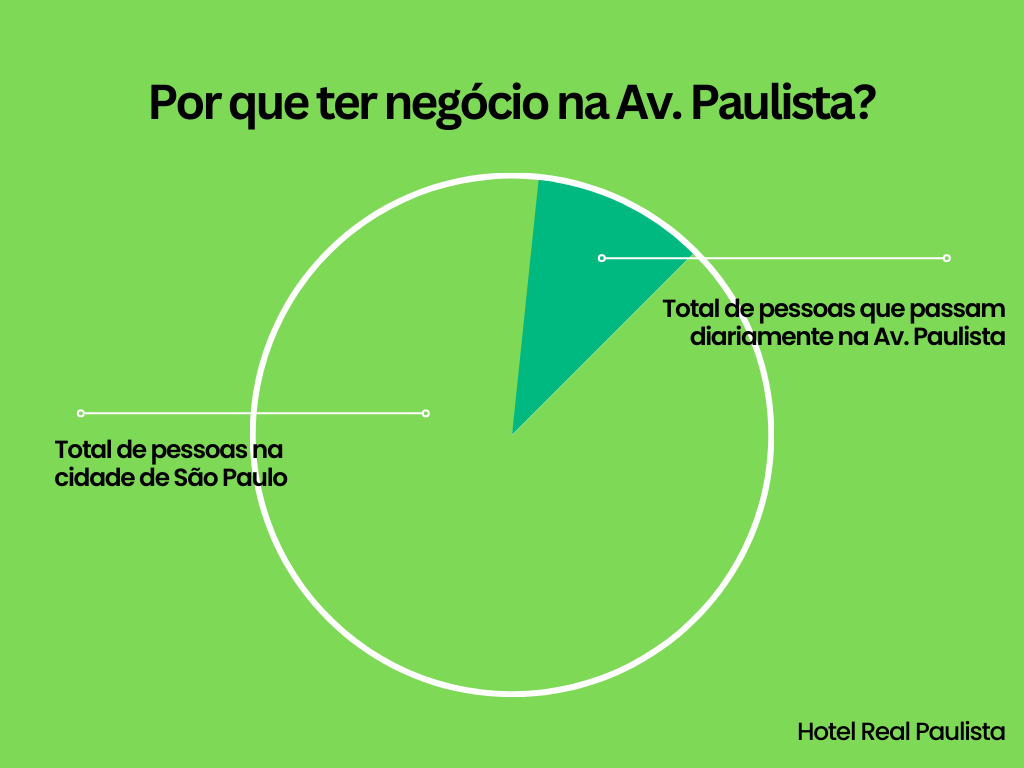 Por que ter negócio na Av. Paulista?
Total de pessoas que passam
diariamente na Av. Paulista
Total de pessoas na
cidade de São Paulo
Hotel Real Paulista